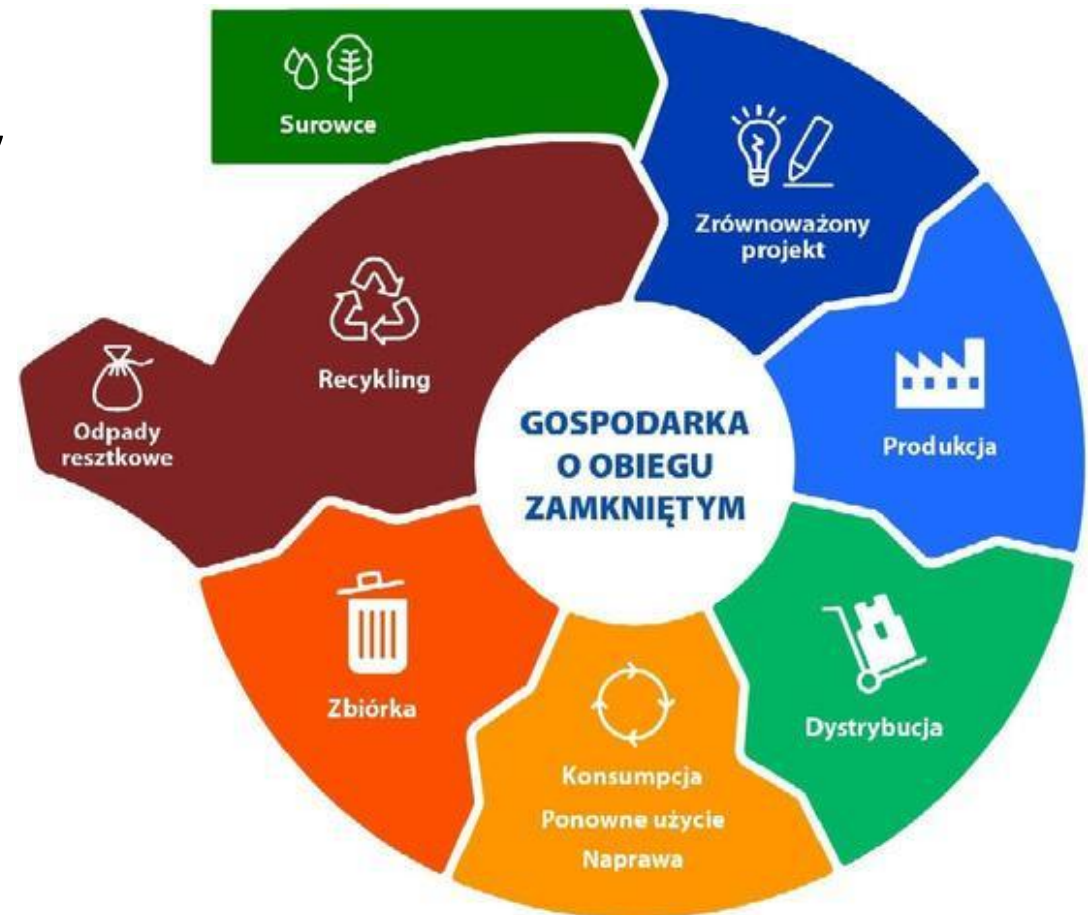 Surowce
Zrównoważony
projekt
Produkcja
Dystrybucja
Konsumpcja
Ponowne użycie
Naprawa
Zbiórka
Recykling
Odpady
resztkowe
GOSPODARKA
O OBIEGU
ZAMKNIĘTYM